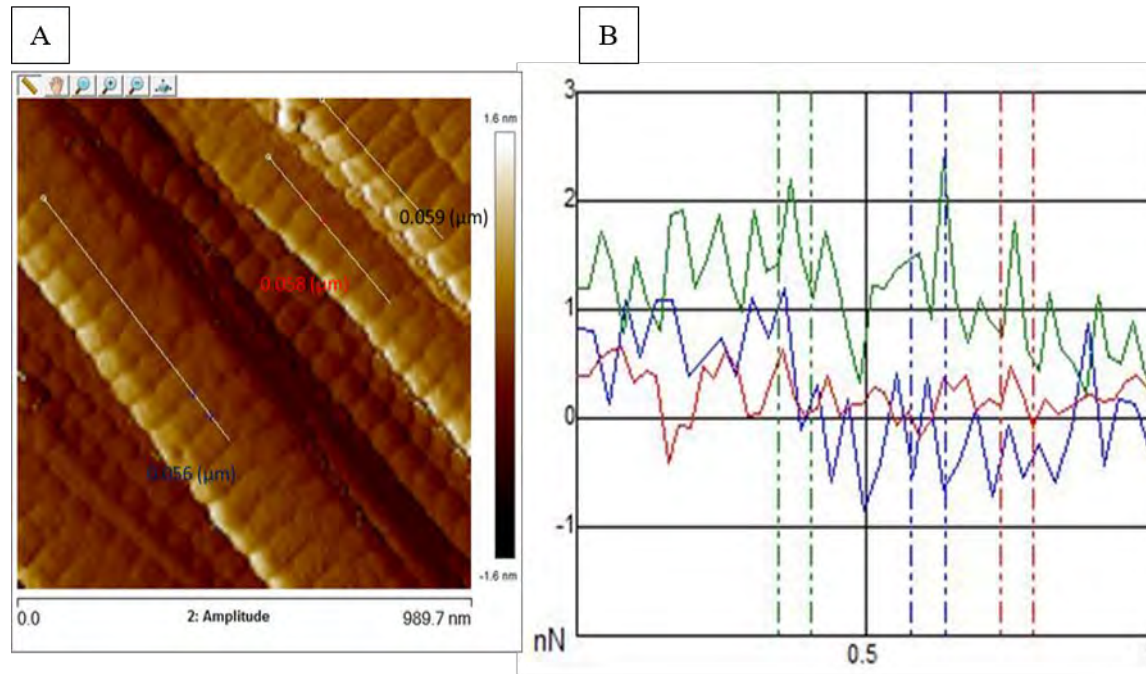 A
B
1.6 nm
0.059 (µm)
0.058 (µm)
0.056 (µm)
-1.6 nm
0.0
2: Amplitude
989.7 nm
3
2
1
0
-1
nN
0.5